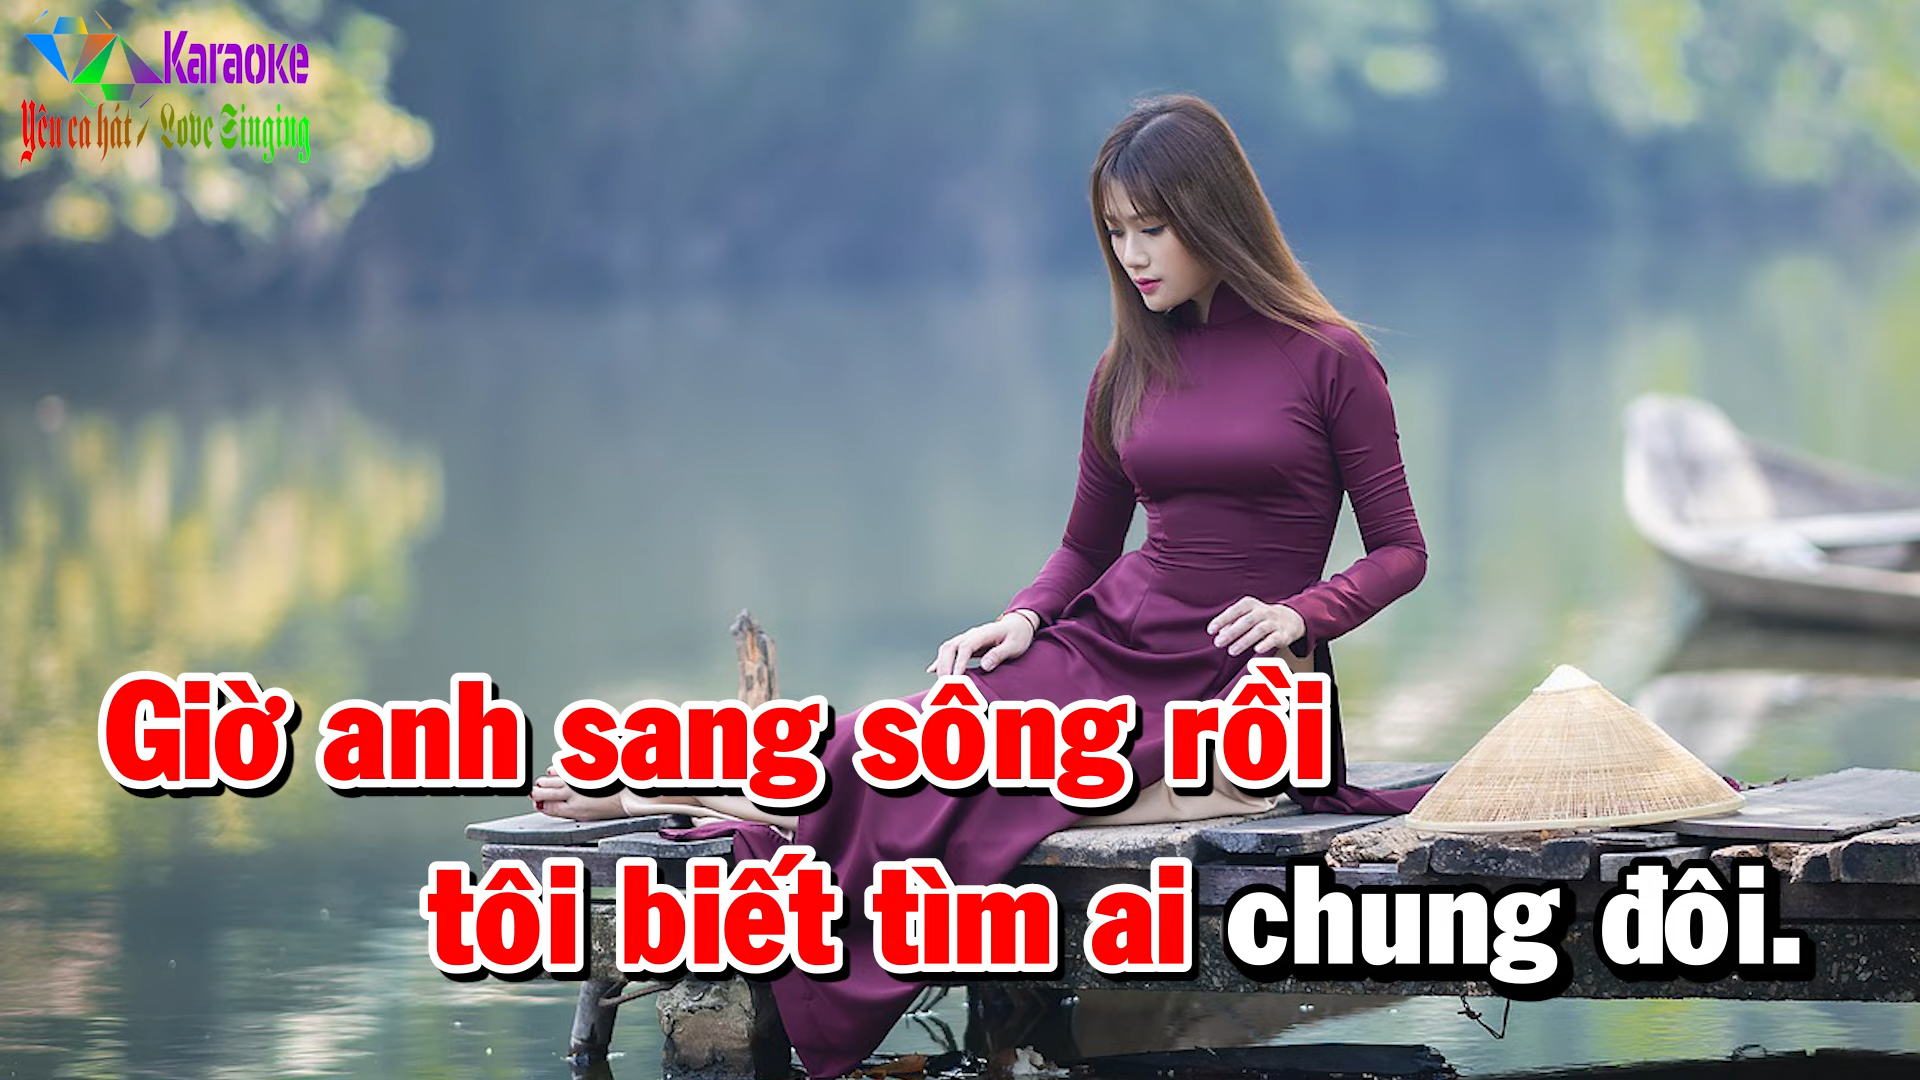 Karaoke
Yêu ca hát / Love Singing
Giờ anh sang sông rồi
tôi biết tìm ai chung đôi.